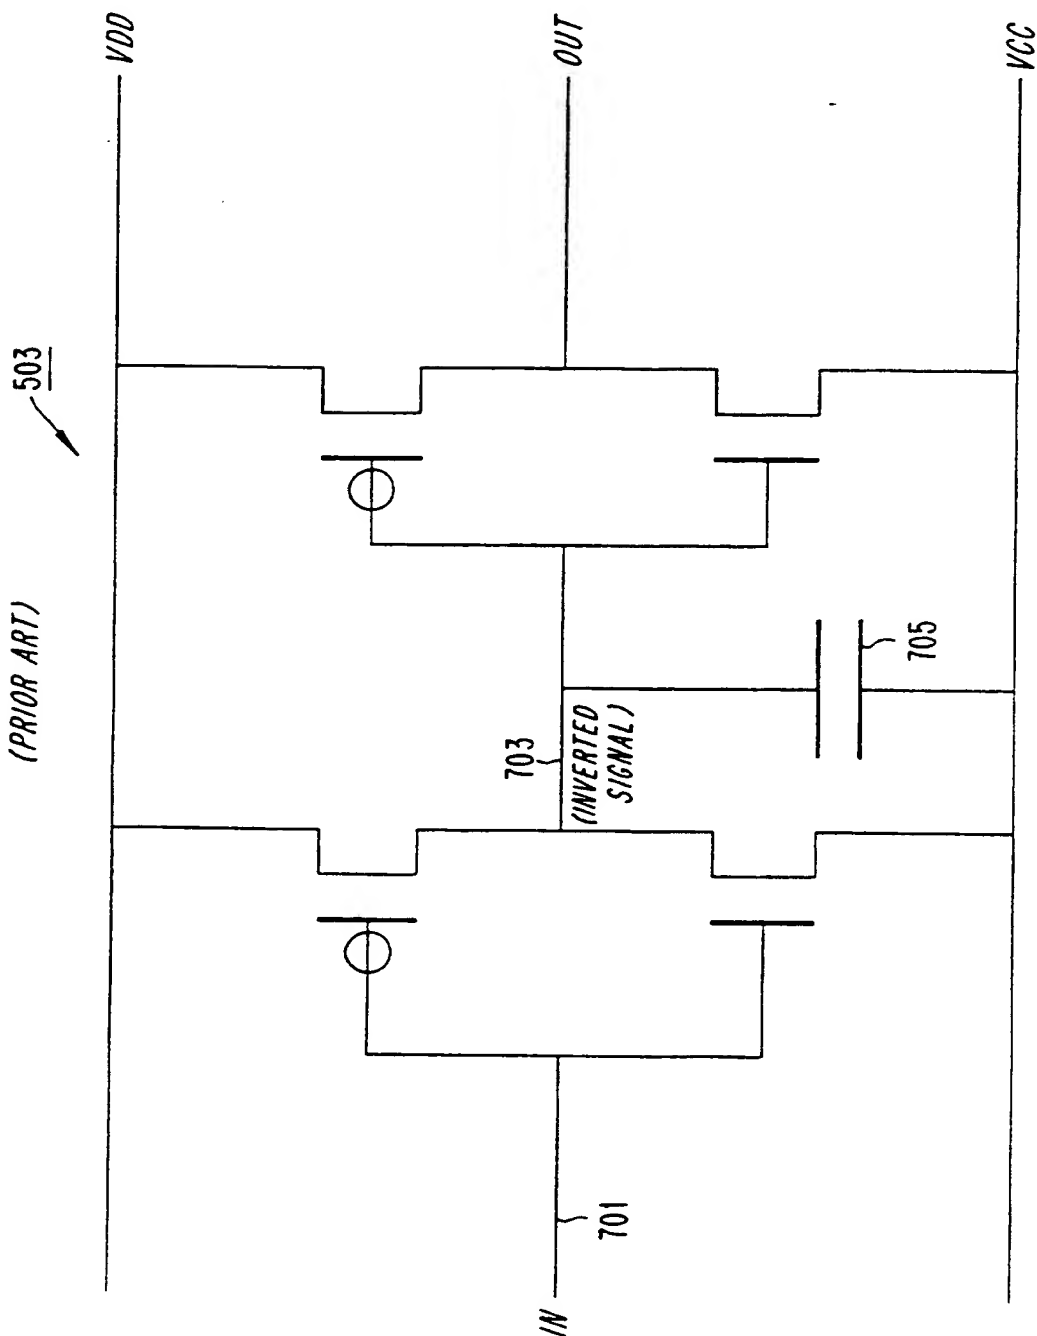 (PRIOR ART)
503
VDD
OUT
VCC
703
(INVERTED
SIGNAL)
705
701
IN